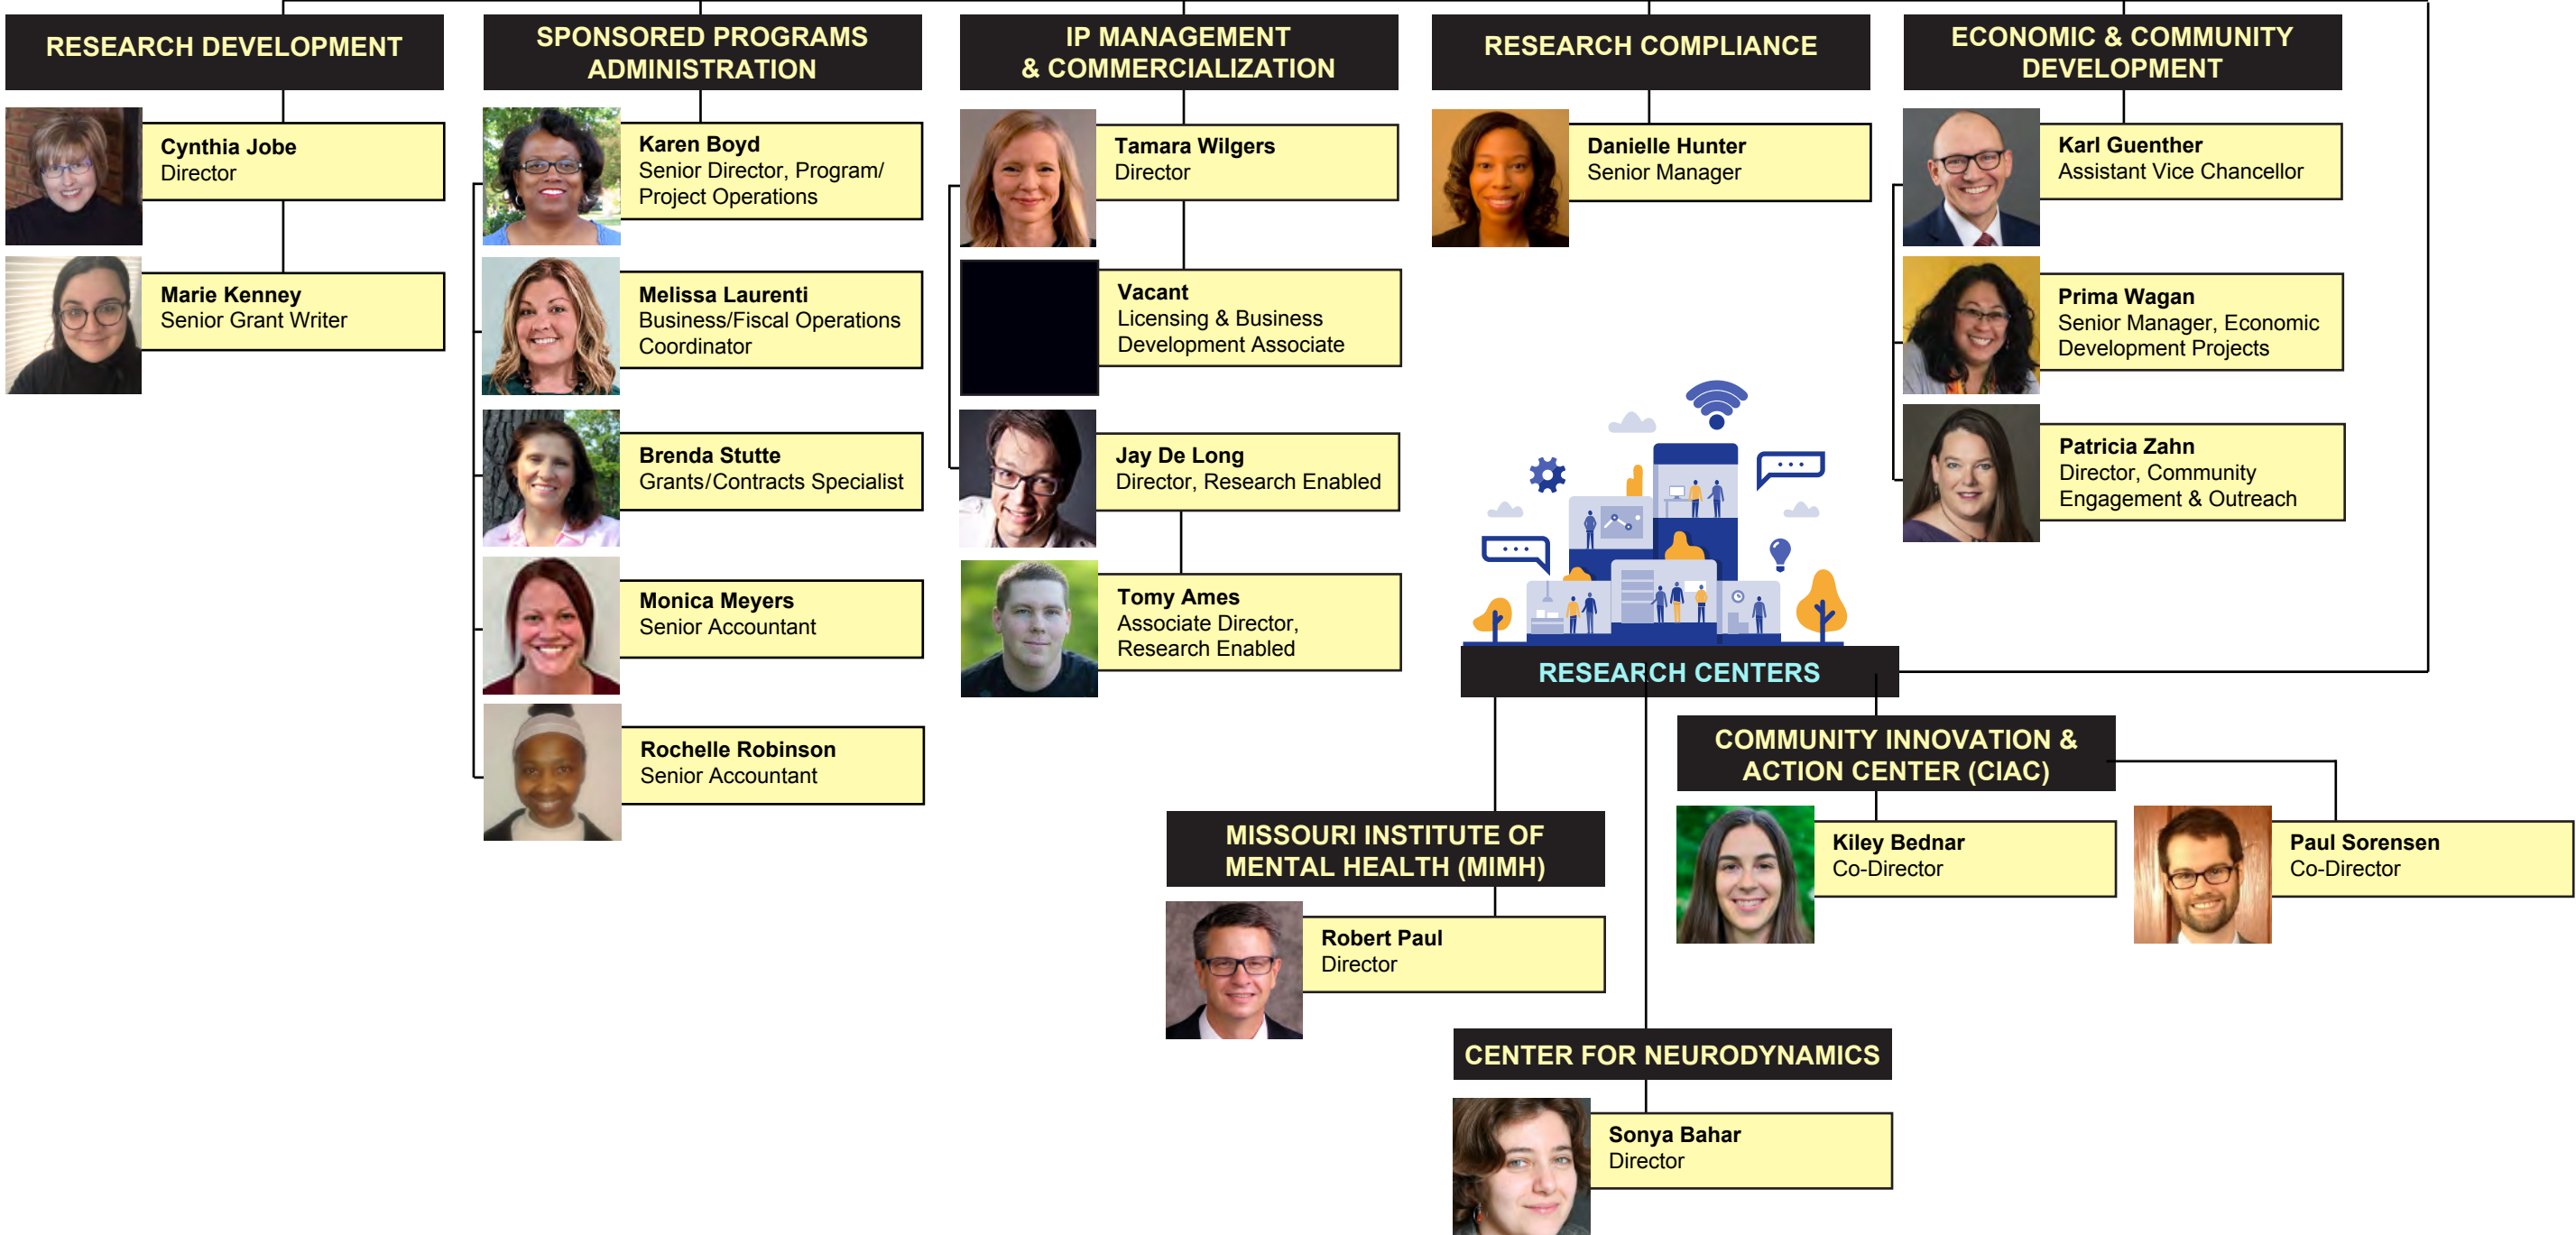 RESEARCH DEVELOPMENT
Cynthia Jobe
Director
Marie Kenney
Senior Grant Writer
SPONSORED PROGRAMS
ADMINISTRATION
Karen Boyd
Senior Director, Program/
Project Operations
Melissa Laurenti
Business/Fiscal Operations
Coordinator
Brenda Stutte
Grants/Contracts Specialist
Monica Meyers
Senior Accountant
Rochelle Robinson
Senior Accountant
IP MANAGEMENT
& COMMERCIALIZATION
Tamara Wilgers
Director
Vacant
Licensing & Business
Development Associate
Jay De Long
Director, Research Enabled
Tomy Ames
Associate Director,
Research Enabled
RESEARCH COMPLIANCE
Danielle Hunter
Senior Manager
ECONOMIC & COMMUNITY
DEVELOPMENT
Karl Guenther
Assistant Vice Chancellor
Prima Wagan
Senior Manager, Economic
Development Projects
Patricia Zahn
Director, Community
Engagement & Outreach
RESEARCH CENTERS
COMMUNITY INNOVATION &
ACTION CENTER (CIAC)
Kiley Bednar
Co-Director
Paul Sorensen
Co-Director
MISSOURI INSTITUTE OF
MENTAL HEALTH (MIMH)
Robert Paul
Director
CENTER FOR NEURODYNAMICS
Sonya Bahar
Director